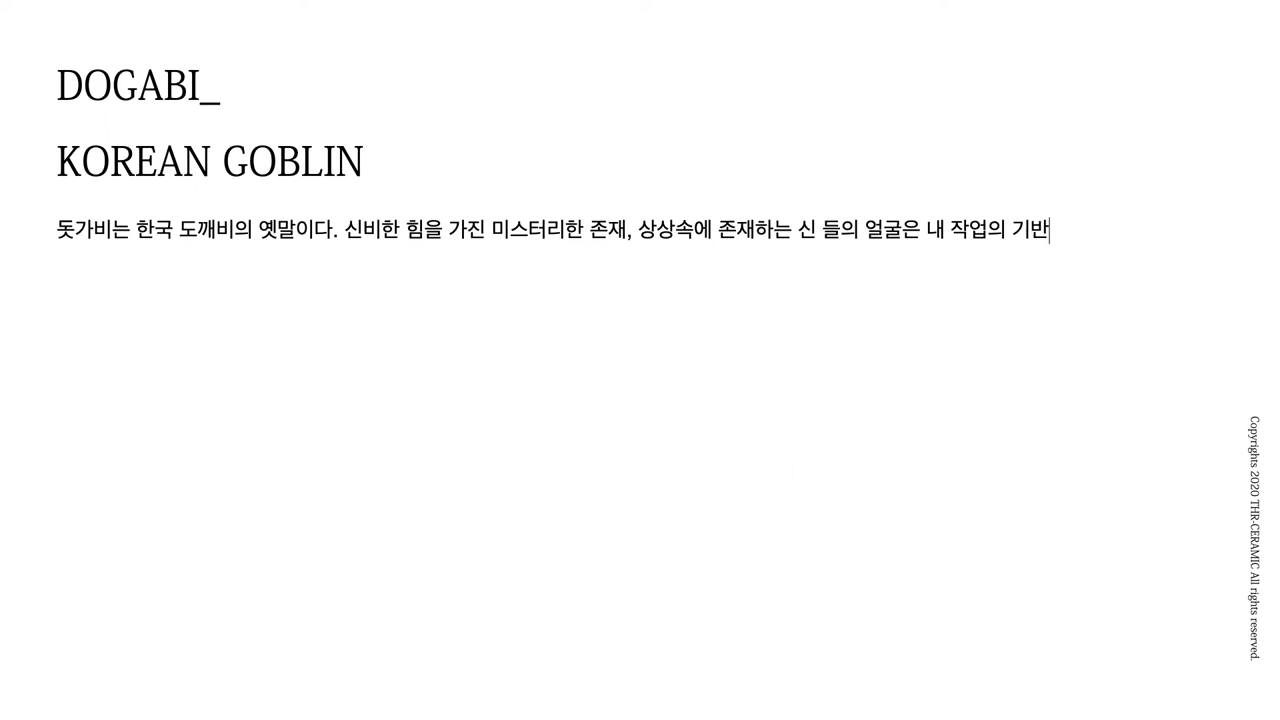 DOGABI_
KOREAN GOBLIN
돗가비는 한국 도깨비의 옛말이다. 신비한 힘을 가진 미스터리한 존재, 상상속에 존재하는 신 들의 얼굴은 내 작업의 기반
Copyrights 2020 THR-CERAMIC All rights reserved.